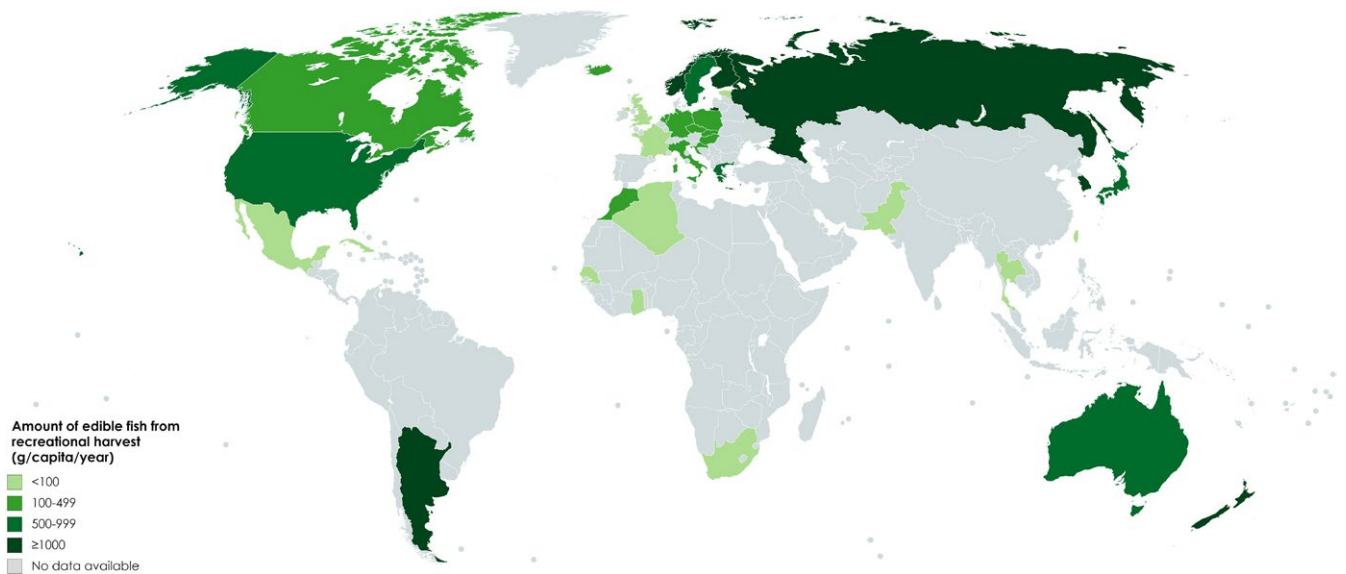 Amount of edible fish from
recreational harvest
(g/capita/year)
<100
100-499
500-999
≥1000
No data available